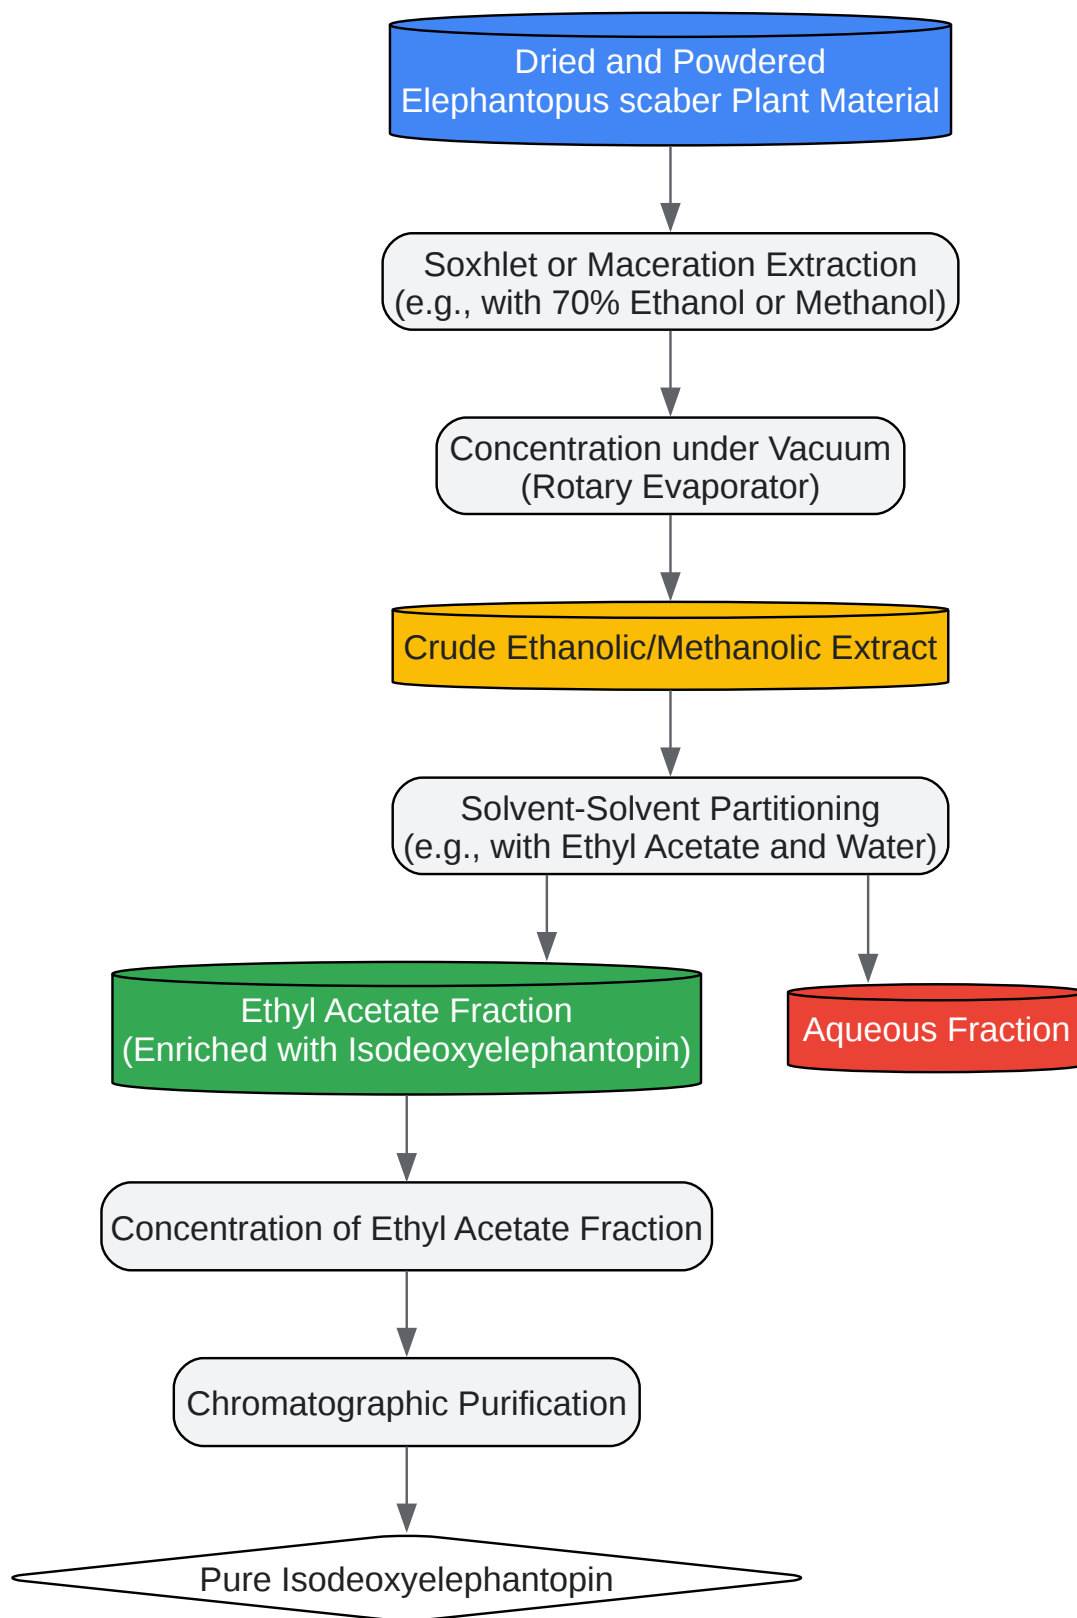 Dried and Powdered
Elephantopus scaber Plant Material
Soxhlet or Maceration Extraction
(e.g., with 70% Ethanol or Methanol)
Concentration under Vacuum
(Rotary Evaporator)
Crude Ethanolic/Methanolic Extract
Solvent-Solvent Partitioning
(e.g., with Ethyl Acetate and Water)
Ethyl Acetate Fraction
(Enriched with Isodeoxyelephantopin)
Aqueous Fraction
Concentration of Ethyl Acetate Fraction
Chromatographic Purification
Pure Isodeoxyelephantopin